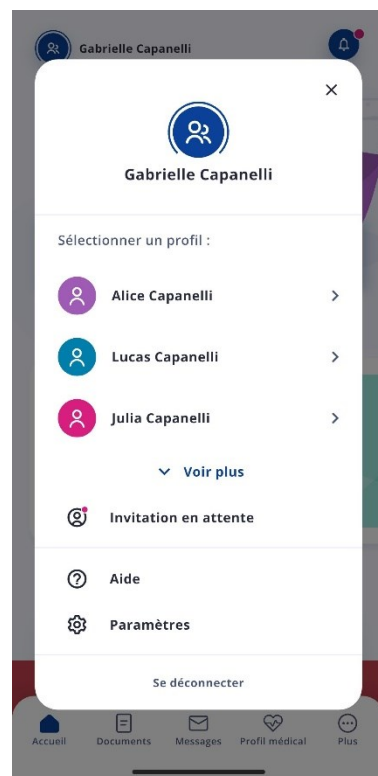 Gabrielle Capanelli
Gabrielle Capanelli
Sélectionner un profil :
Alice Capanelli
Lucas Capanelli
Julia Capanelli
Voir plus
Invitation en attente
Aide
Paramètres
Se déconnecter
Accueil Documents Messages Profil médical Plus